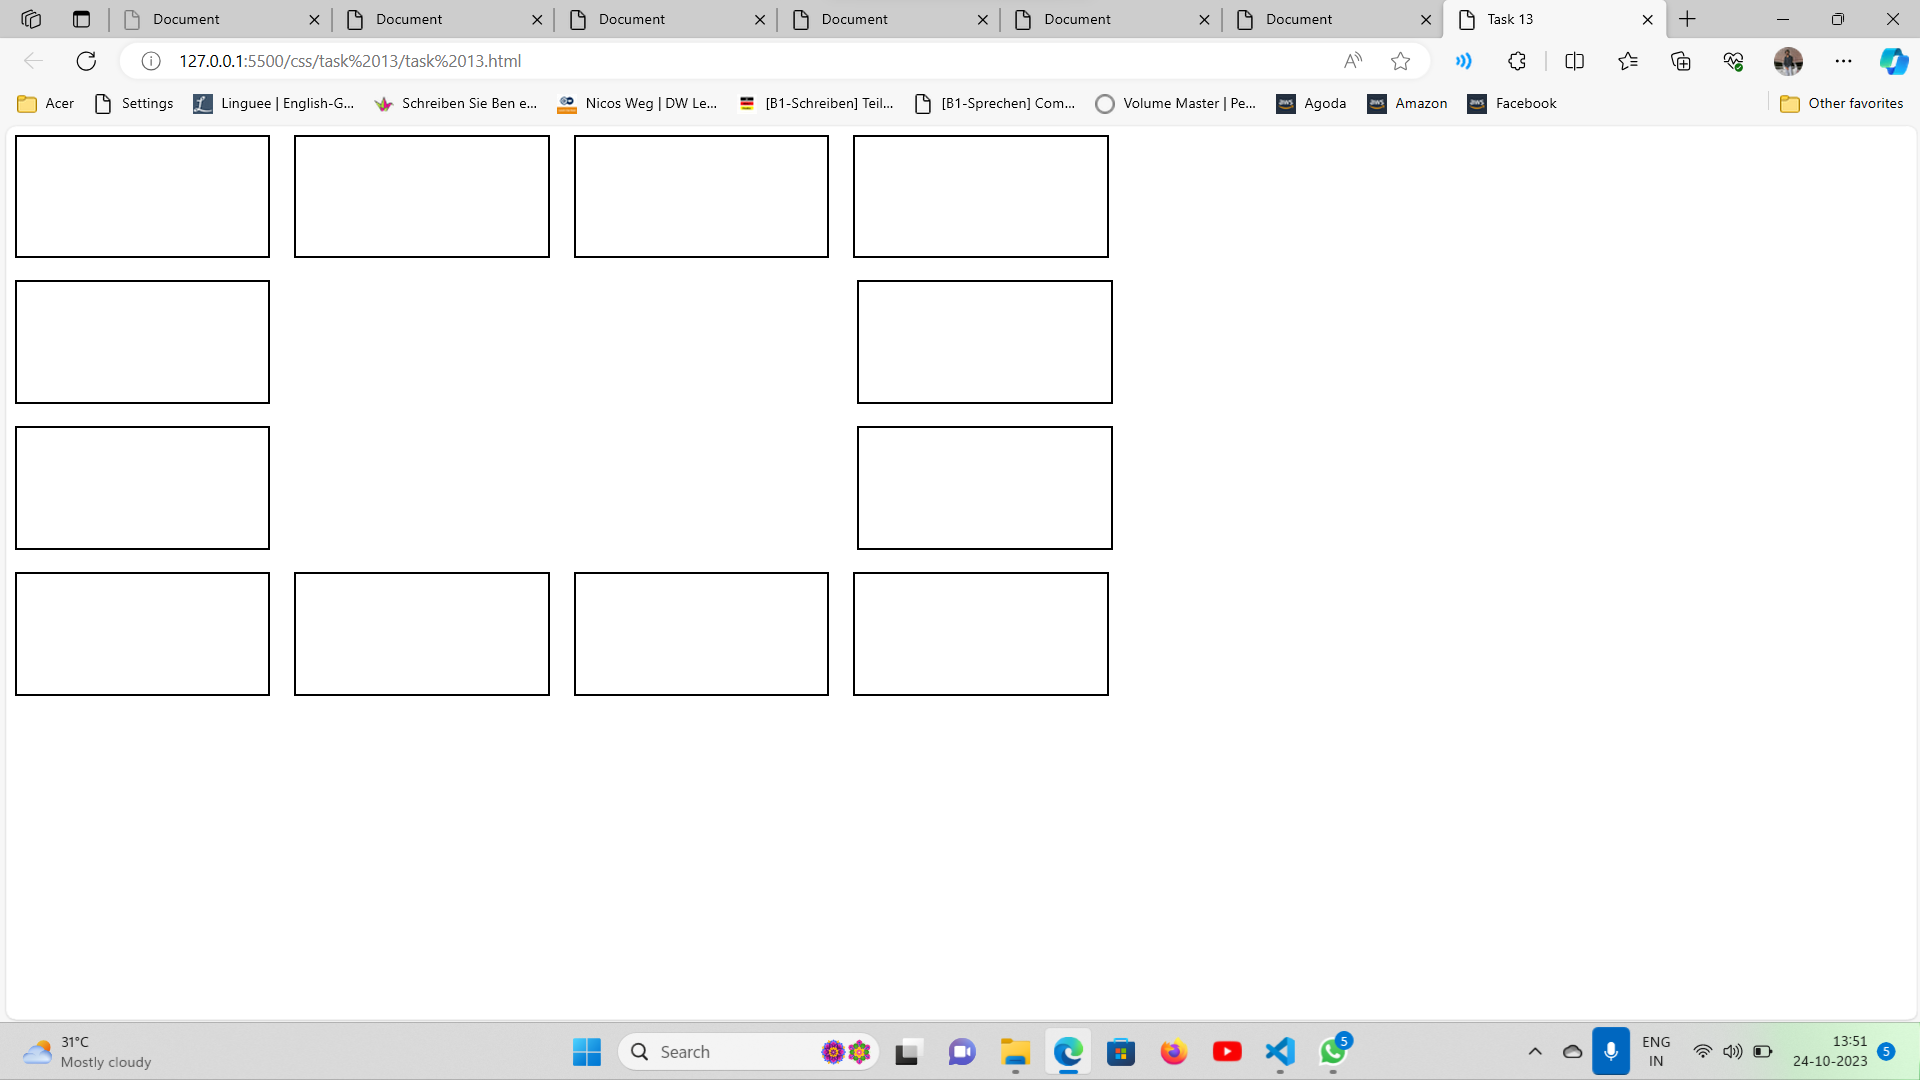 Document Document Document Document Document Document Task 13
127.0.0.1:5500/css/task%2013/task%2013.html
Acer Settings Linguee | English-G... Schreiben Sie Ben e... Nicos Weg | DW Le... [B1-Schreiben] Teil... [B1-Sprechen] Com... Volume Master | Pe... Agoda Amazon Facebook Other favorites
31°C
Mostly cloudy
Search
5
ENG
IN
13:51
24-10-2023
5